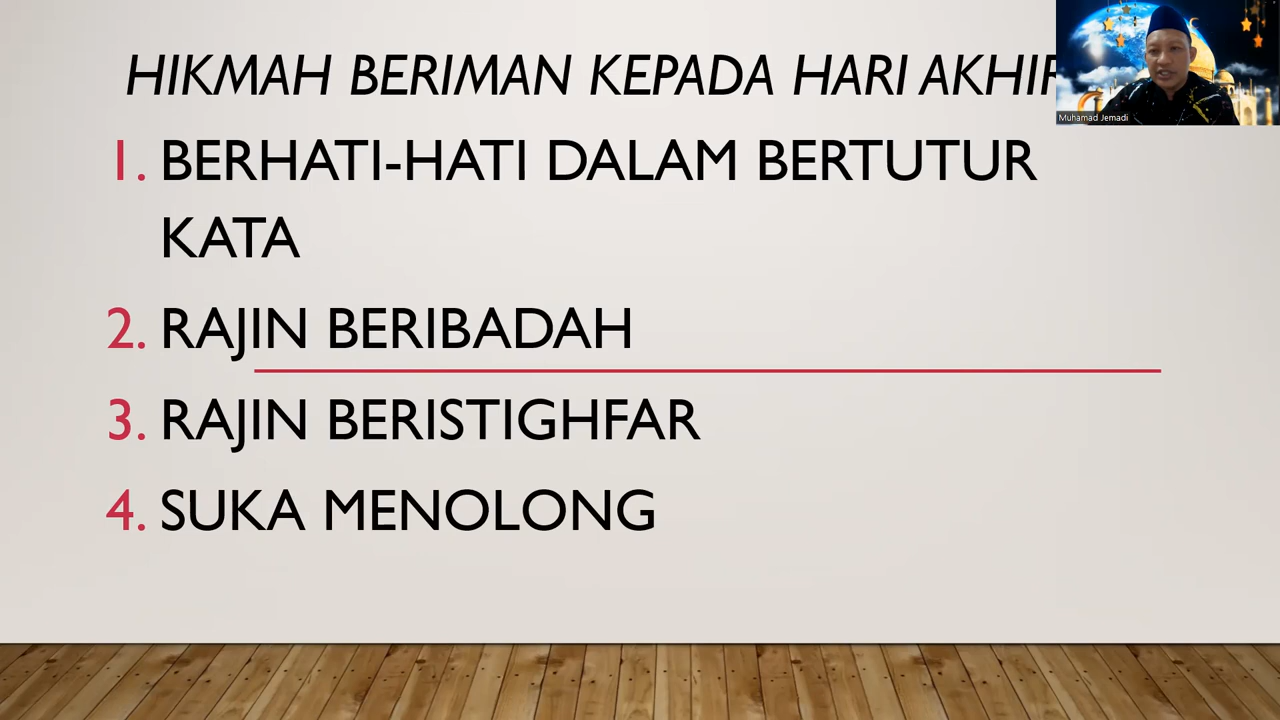 HIKMAH BERIMAN KEPADA HARI AKHIR
1. BERHATI-HATI DALAM BERTUTUR
KATA
2. RAJIN BERIBADAH
3. RAJIN BERISTIGHFAR
4. SUKA MENOLONG
Muhamad Jemadi